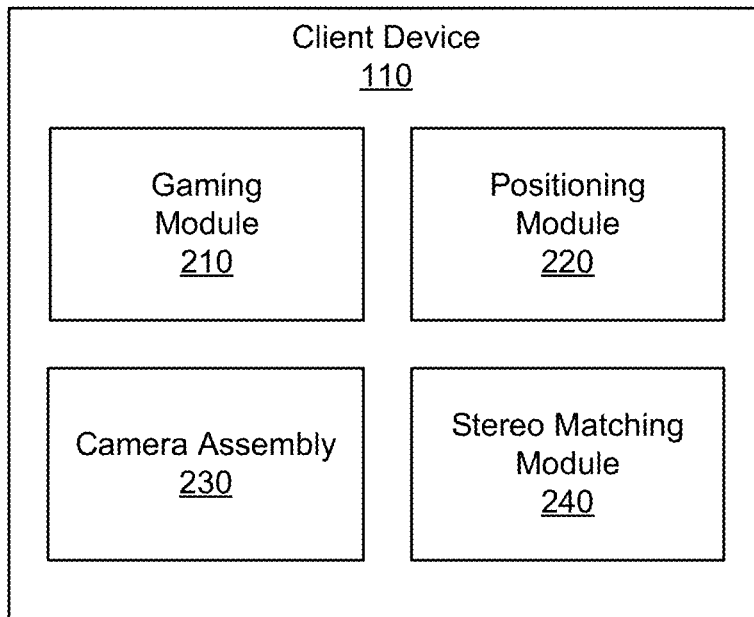 Client Device
110
Gaming
Module
210
Positioning
Module
220
Camera Assembly
230
Stereo Matching
Module
240